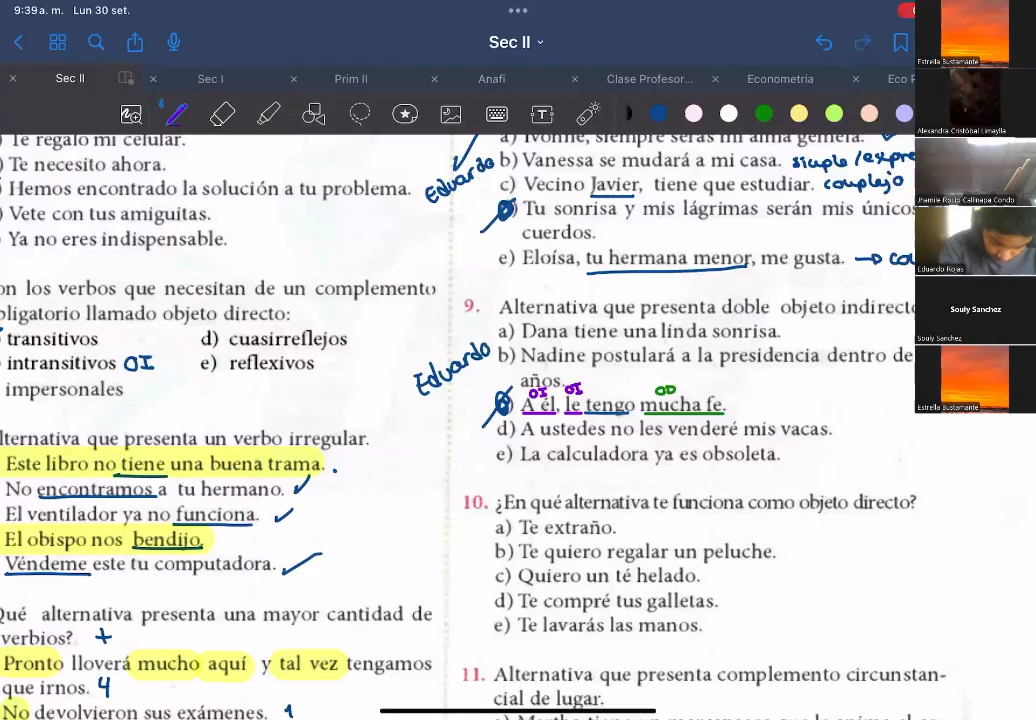 9:39 a. m. Lun 30 set.
Sec II
Sec II
Sec I
Prim II
Anafi
Clase Profesor...
Econometria
Eco
Te regalo mi celular.
Te necesito ahora.
Hemos encontrado la solución a tu problema.
Vete con tus amiguitas.
Ya no eres indispensable.
on los verbos que necesitan de un complemento
bligatorio llamado objeto directo:
transitivos d) cuasirreflejos
intransitivos OI e) reflexivos
impersonales
lternativa que presenta un verbo irregular.
Este libro no tiene una buena trama.
No encontramos a tu hermano.
El ventilador ya no funciona.
El obispo nos bendijo.
Véndeme este tu computadora.
Qué alternativa presenta una mayor cantidad de
verbios? +
Pronto lloverá mucho aquí y tal vez tengamos
que irnos. 4
No devolvieron sus exámenes. 1
a) Ivonne, siempre serás mi alma gemela.
Eduardo
b) Vanessa se mudará a mi casa. simple / expre
c) Vecino Javier, tiene que estudiar. complejo
) Tu sonrisa y mis lágrimas serán mis únicos
cuerdos.
e) Eloísa, tu hermana menor, me gusta. → co
9. Alternativa que presenta doble objeto indirect
a) Dana tiene una linda sonrisa.
Eduardo
b) Nadine postulará a la presidencia dentro de
años.
OI OI OD
) A él, le tengo mucha fe.
d) A ustedes no les venderé mis vacas.
e) La calculadora ya es obsoleta.
10. ¿En qué alternativa te funciona como objeto directo?
a) Te extraño.
b) Te quiero regalar un peluche.
c) Quiero un té helado.
d) Te compré tus galletas.
e) Te lavarás las manos.
11. Alternativa que presenta complemento circunstan-
cial de lugar.
Estrella Bustamante
Alexandra Cristóbal Limaylla
Jhamile Rocio Callinapa Condo
Eduardo Rojas
Souly Sanchez
Souly Sanchez
Estrella Bustamante